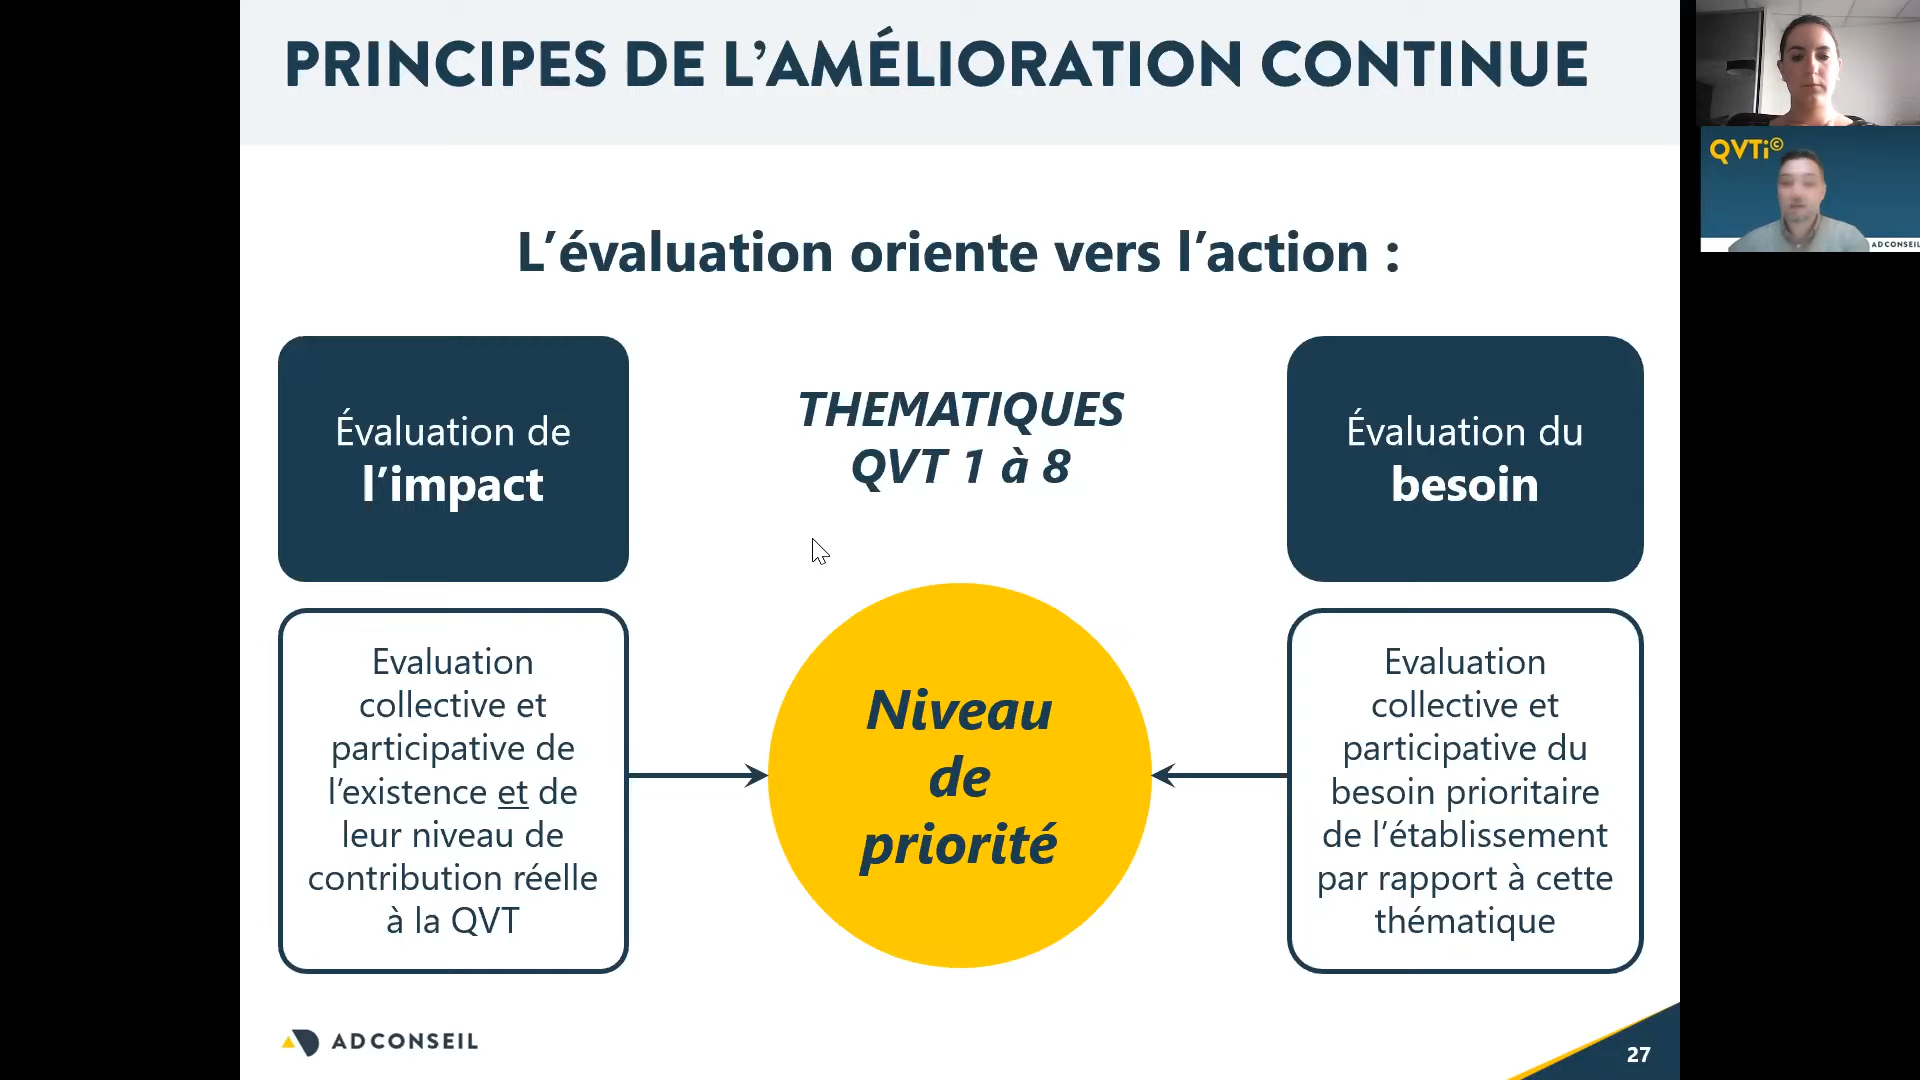 PRINCIPES DE L'AMÉLIORATION CONTINUE
QVTi©
ADCONSEIL
L'évaluation oriente vers l'action :
Évaluation de
l'impact
THEMATIQUES
QVT 1 à 8
Évaluation du
besoin
Evaluation
collective et
participative de
l'existence et de
leur niveau de
contribution réelle
à la QVT
Niveau
de
priorité
Evaluation
collective et
participative du
besoin prioritaire
de l'établissement
par rapport à cette
thématique
ADCONSEIL
27